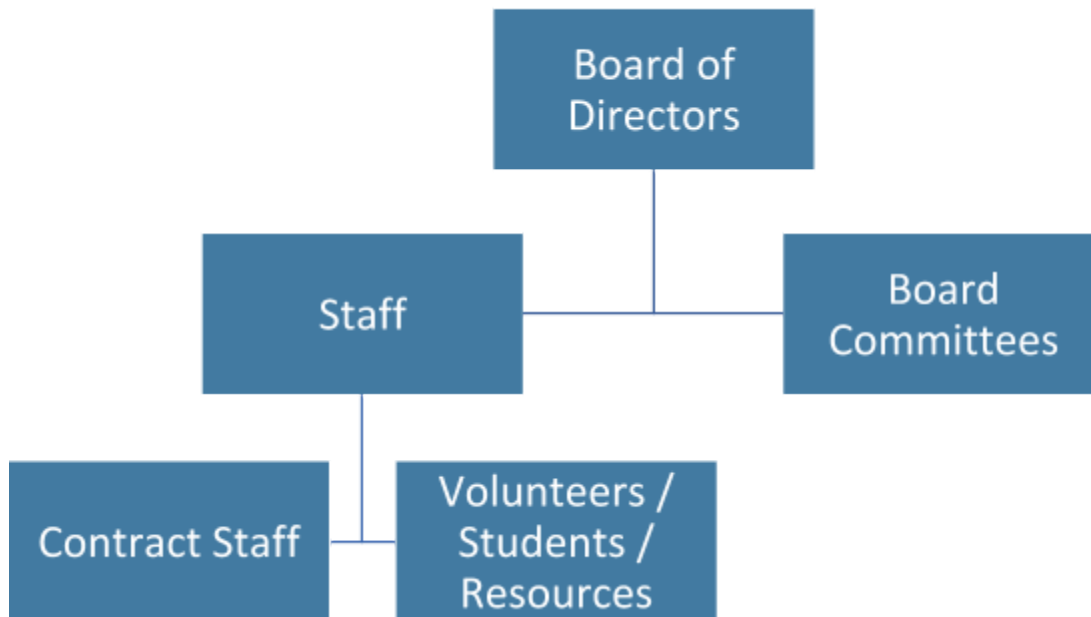 Board of
Directors
Staff
Board
Committees
Contract Staff
Volunteers /
Students /
Resources